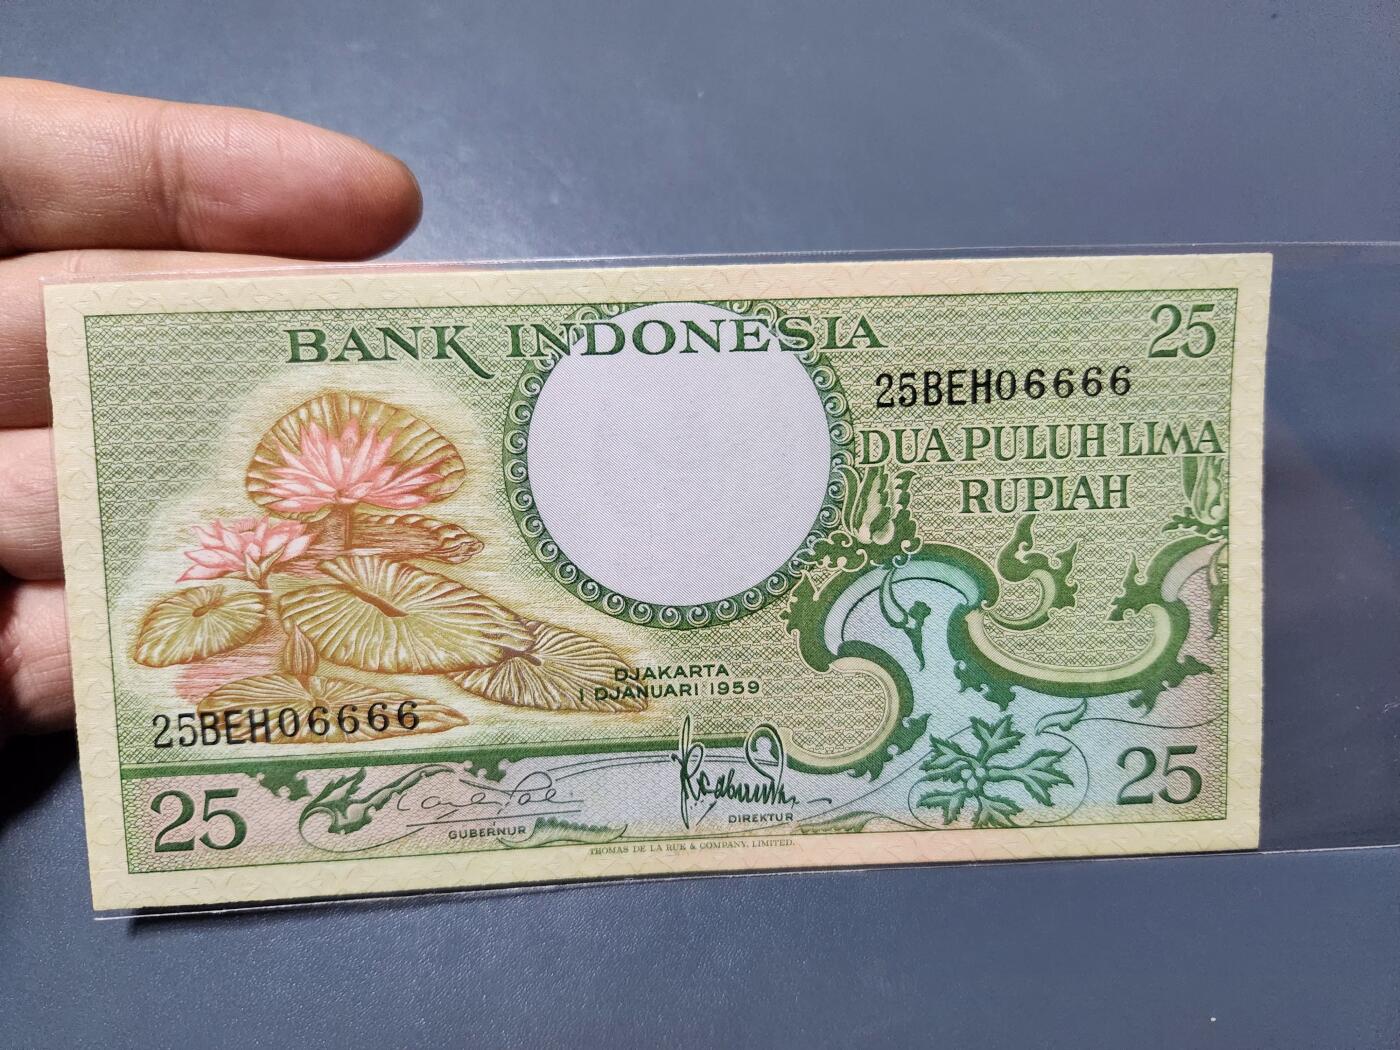 BANK INDONESIA
25
25BEH06666
DUA PULUH LIMA
RUPIAH
DJAKARTA
1 DJANUARI 1959
25BEH06666
25
25
GUBERNUR
DIREKTUR
THOMAS DE LA RUE & COMPANY, LIMITED.